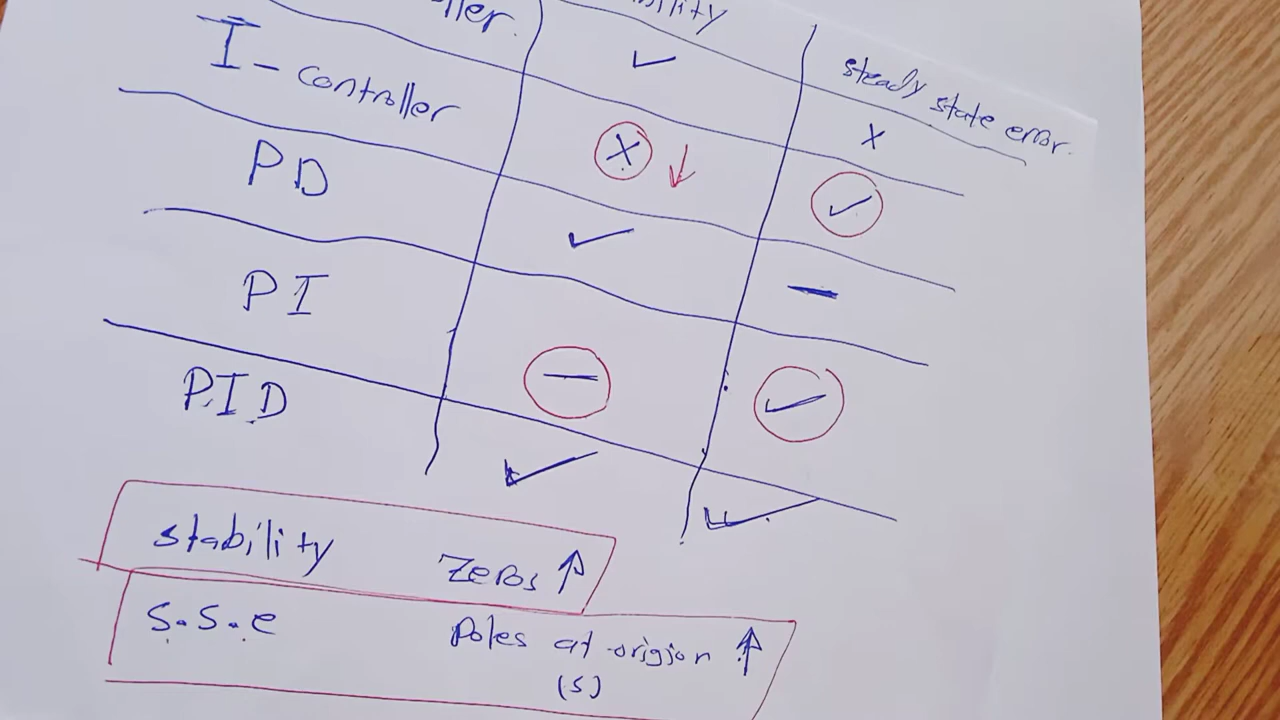 steady state error.
✓ x
I - controller x ↓ ✓
PD ✓ —
PI — ✓
PID ✓ ✓
stability zeros ↑
S.S.e Poles at origion ↑
(s)